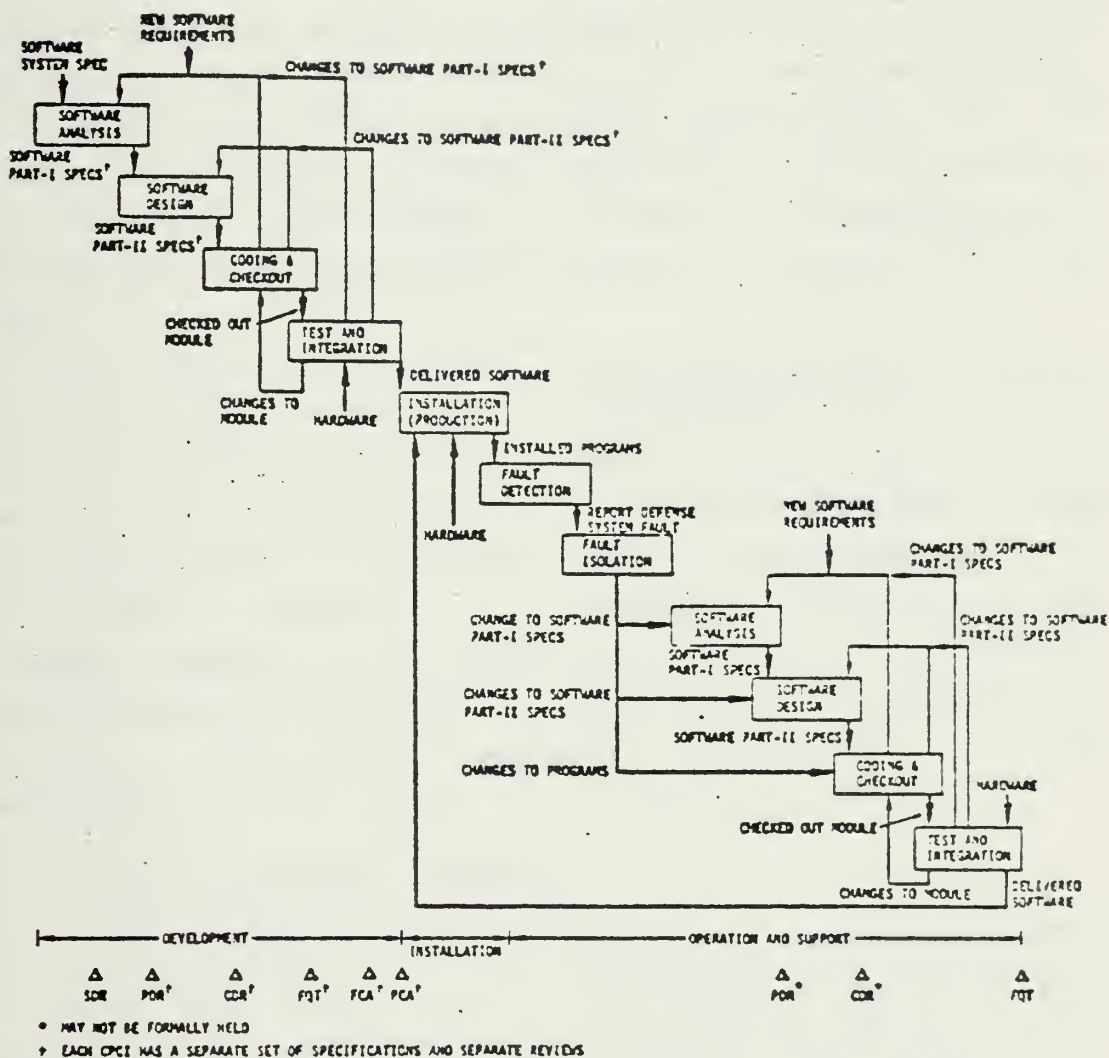 NEW SOFTWARE
REQUIREMENTS
SOFTWARE
SYSTEM SPEC
CHANGES TO SOFTWARE PART-I SPECS†
SOFTWARE
ANALYSIS
CHANGES TO SOFTWARE PART-II SPECS†
SOFTWARE
PART-I SPECS†
SOFTWARE
DESIGN
SOFTWARE
PART-II SPECS†
CODING &
CHECKOUT
CHECKED OUT
MODULE
TEST AND
INTEGRATION
DELIVERED SOFTWARE
CHANGES TO
MODULE
HARDWARE
INSTALLATION
(PRODUCTION)
INSTALLED PROGRAMS
FAULT
DETECTION
HARDWARE
REPORT DEFENSE
SYSTEM FAULT
FAULT
ISOLATION
NEW SOFTWARE
REQUIREMENTS
CHANGES TO SOFTWARE
PART-I SPECS
CHANGE TO SOFTWARE
PART-I SPECS
SOFTWARE
ANALYSIS
CHANGES TO SOFTWARE
PART-II SPECS
SOFTWARE
PART-I SPECS
CHANGES TO SOFTWARE
PART-II SPECS
SOFTWARE
DESIGN
SOFTWARE PART-II SPECS
CHANGES TO PROGRAMS
CODING &
CHECKOUT
HARDWARE
CHECKED OUT MODULE
TEST AND
INTEGRATION
CHANGES TO MODULE
DELIVERED
SOFTWARE
DEVELOPMENT
INSTALLATION
OPERATION AND SUPPORT
SDR PDR† CDR† FQT† FCA† PCA† PDR* CDR* FQT
* MAY NOT BE FORMALLY HELD
† EACH CPCI HAS A SEPARATE SET OF SPECIFICATIONS AND SEPARATE REVIEWS